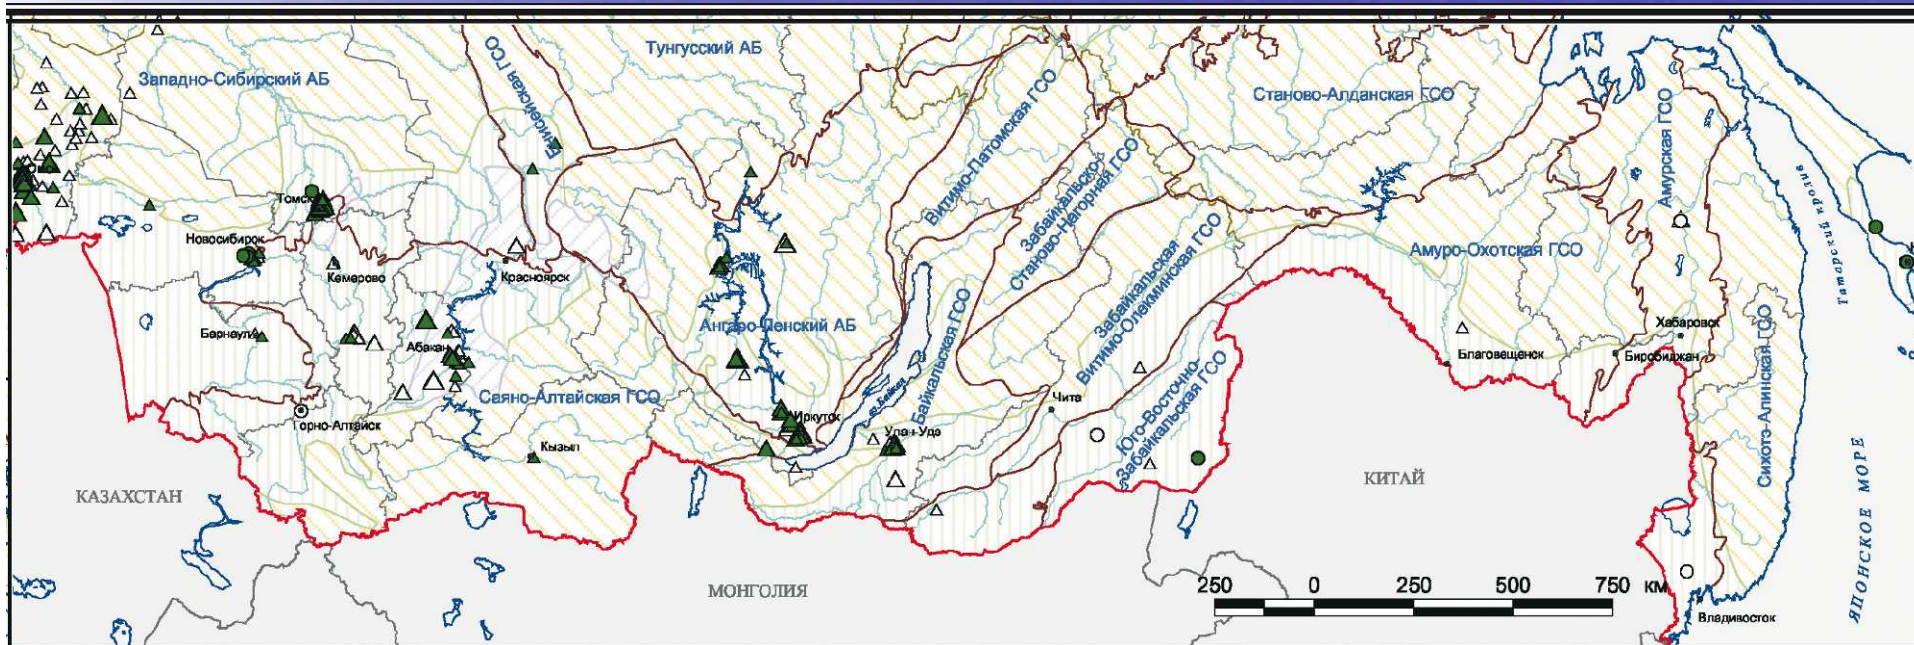 Тунгусский АБ
Западно-Сибирский АБ
Енисейская ГСО
Витимо-Патомская ГСО
Станово-Алданская ГСО
Амурская ГСО
Забайкальско-
Становo-Нагорная ГСО
Татарский пролив
Томск
Новосибирск
Кемерово
Красноярск
Амуро-Охотская ГСО
Забайкальская
Витимо-Олекминская ГСО
Барнаул
Абакан
Ангаро-Ленский АБ
Байкальская ГСО
оз. Байкал
Хабаровск
Биробиджан
Благовещенск
Сихотэ-Алинская ГСО
Саяно-Алтайская ГСО
Горно-Алтайск
Кызыл
Иркутск
Улан-Удэ
Чита
Юго-Восточно-
Забайкальская ГСО
КАЗАХСТАН
МОНГОЛИЯ
КИТАЙ
ЯПОНСКОЕ МОРЕ
250 0 250 500 750 КМ
Владивосток